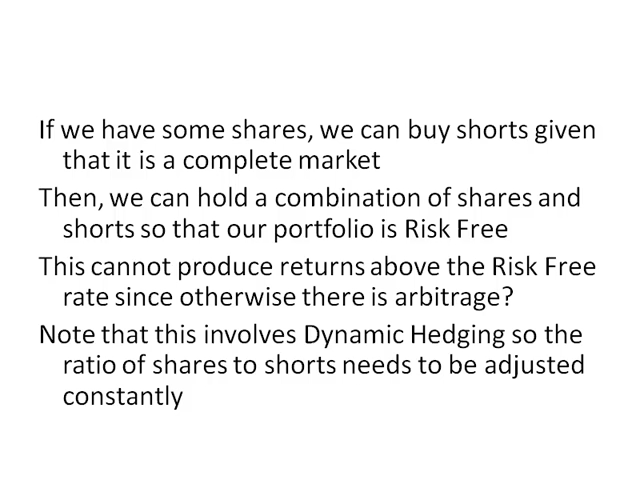 If we have some shares, we can buy shorts given
that it is a complete market
Then, we can hold a combination of shares and
shorts so that our portfolio is Risk Free
This cannot produce returns above the Risk Free
rate since otherwise there is arbitrage?
Note that this involves Dynamic Hedging so the
ratio of shares to shorts needs to be adjusted
constantly